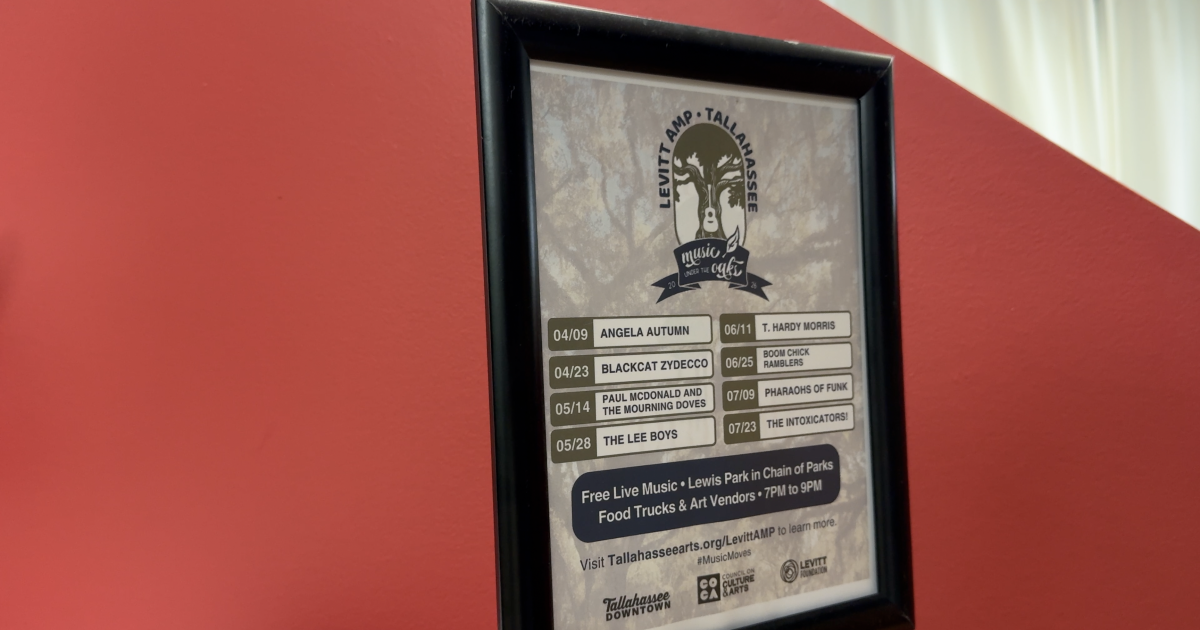 LEVITT AMP • TALLAHASSEE
music
UNDER THE oaks
20
04/09 ANGELA AUTUMN
04/23 BLACKCAT ZYDECCO
05/14 PAUL MCDONALD AND
THE MOURNING DOVES
05/28 THE LEE BOYS
06/11 T. HARDY MORRIS
06/25 BOOM CHICK
RAMBLERS
07/09 PHARAOHS OF FUNK
07/23 THE INTOXICATORS!
Free Live Music • Lewis Park in Chain of Parks
Food Trucks & Art Vendors • 7PM to 9PM
Visit Tallahasseearts.org/LevittAMP to learn more.
#MusicMoves
Tallahassee
DOWNTOWN
CO
CA
COUNCIL ON
CULTURE
& ARTS
LEVITT
FOUNDATION